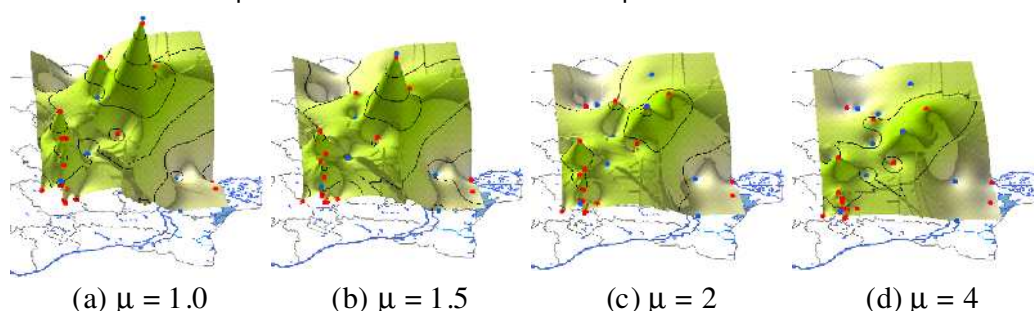 (a) μ = 1.0
(b) μ = 1.5
(c) μ = 2
(d) μ = 4